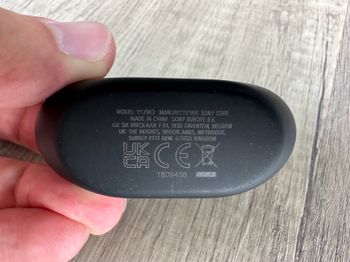 MODEL: YY2963 MANUFACTURER: SONY CORP.
MADE IN CHINA SONY EUROPE B.V.
DA VINCILAAN 7-D1, 1930 ZAVENTEM, BELGIUM
UK: THE HEIGHTS, BROOKLANDS, WEYBRIDGE,
SURREY KT13 0XW, UNITED KINGDOM
UK
CA CE
1809458